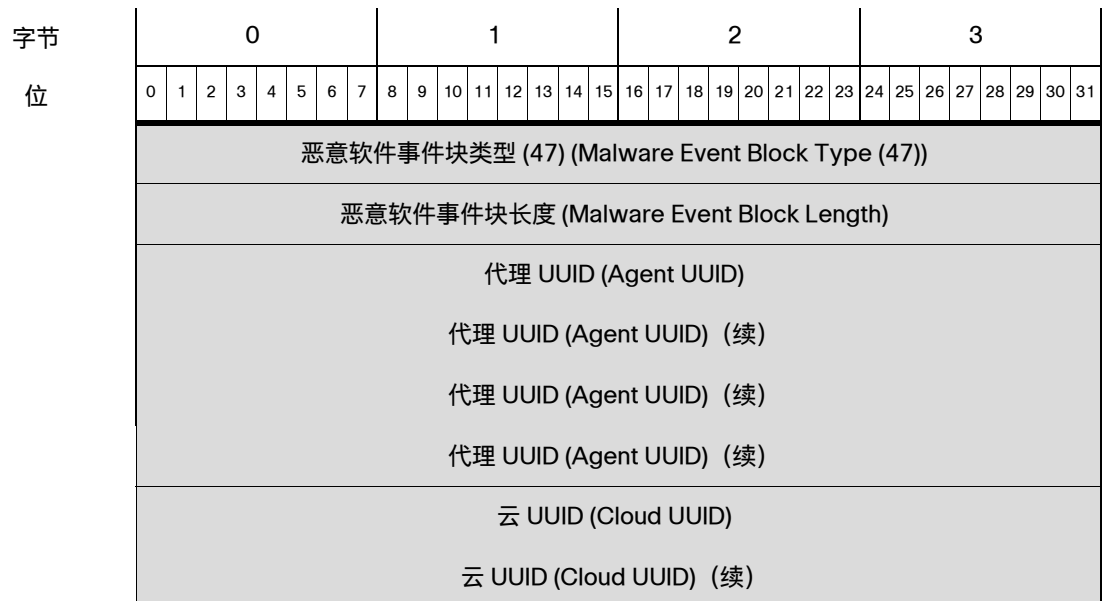 字节 0 1 2 3
位 0 1 2 3 4 5 6 7 8 9 10 11 12 13 14 15 16 17 18 19 20 21 22 23 24 25 26 27 28 29 30 31
恶意软件事件块类型 (47) (Malware Event Block Type (47))
恶意软件事件块长度 (Malware Event Block Length)
代理 UUID (Agent UUID)
代理 UUID (Agent UUID)（续）
代理 UUID (Agent UUID)（续）
代理 UUID (Agent UUID)（续）
云 UUID (Cloud UUID)
云 UUID (Cloud UUID)（续）